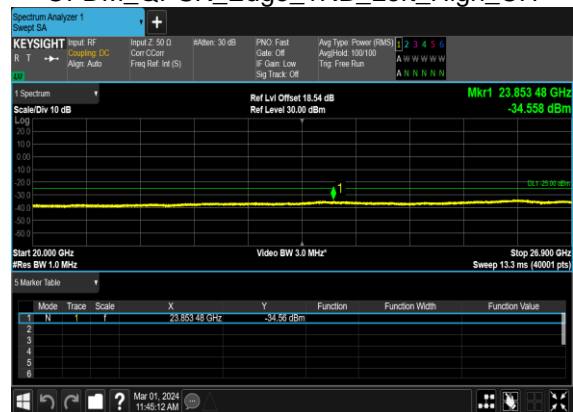 Spectrum Analyzer 1
Swept SA
+
KEYSIGHT Input: RF Input Z: 50 Ω #Atten: 30 dB PNO: Fast Avg Type: Power (RMS) 1 2 3 4 5 6
R T Coupling: DC Corr CCorr Gate: Off Avg|Hold: 100/100 A W W W W W
Align: Auto Freq Ref: Int (S) IF Gain: Low Trig: Free Run
LW Sig Track: Off A N N N N N
1 Spectrum Ref Lvl Offset 18.54 dB Mkr1 23.853 48 GHz
Scale/Div 10 dB Ref Level 30.00 dBm -34.558 dBm
Log
20.0
10.0
0.00
-10.0
-20.0 1 DL1 -25.00 dBm
-30.0
-40.0
-50.0
-60.0
Start 20.000 GHz Video BW 3.0 MHz* Stop 26.900 GHz
#Res BW 1.0 MHz Sweep 13.3 ms (40001 pts)
5 Marker Table
Mode Trace Scale X Y Function Function Width Function Value
1 N 1 f 23.853 48 GHz -34.56 dBm
2
3
4
5
6
? Mar 01, 2024
11:45:12 AM